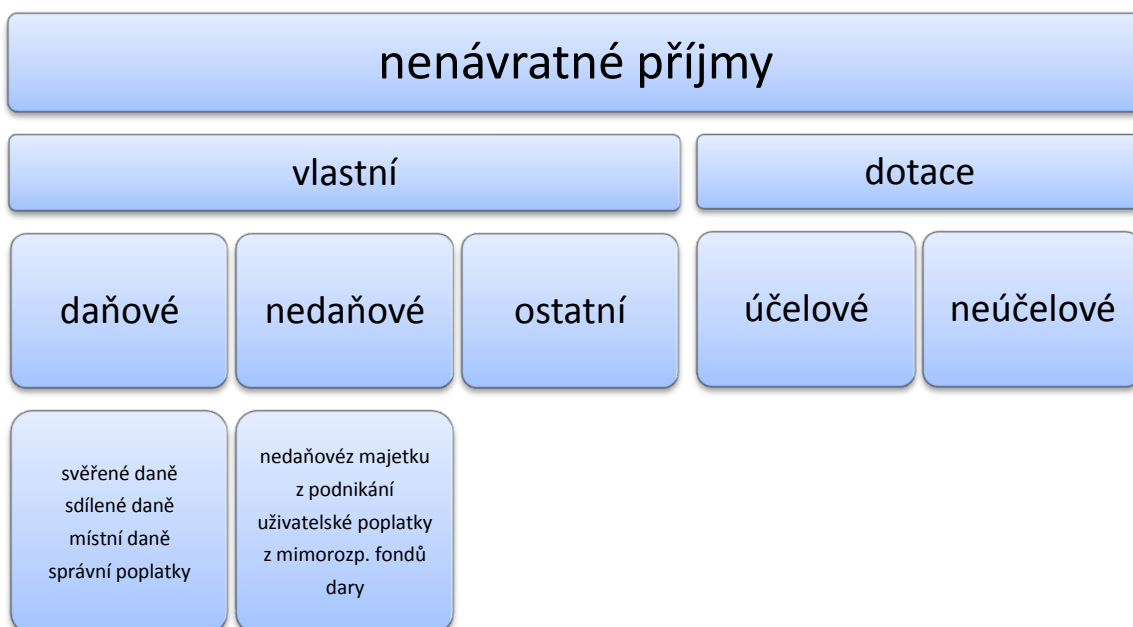 nenávratné příjmy
vlastní
dotace
daňové
nedaňové
ostatní
účelové
neúčelové
svěřené daně
sdílené daně
místní daně
správní poplatky
nedaňovéz majetku
z podnikání
uživatelské poplatky
z mimorozp. fondů
dary